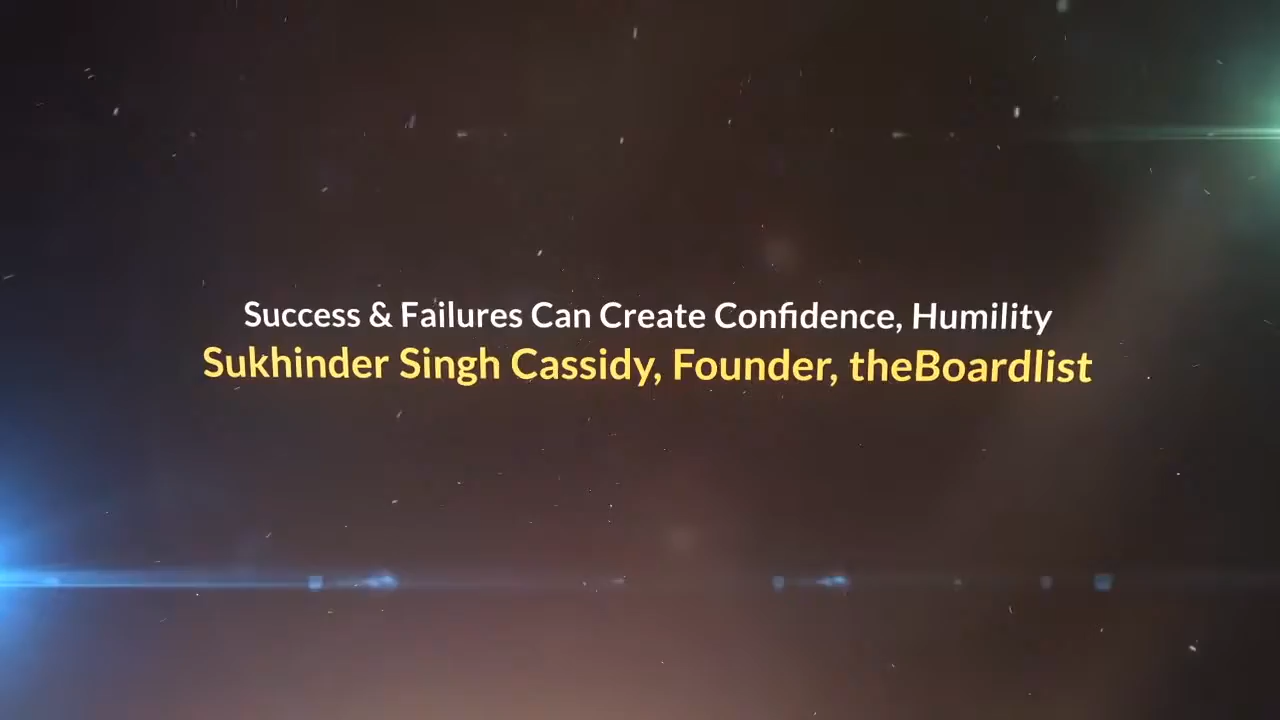 Success & Failures Can Create Confidence, Humility
Sukhinder Singh Cassidy, Founder, theBoardlist